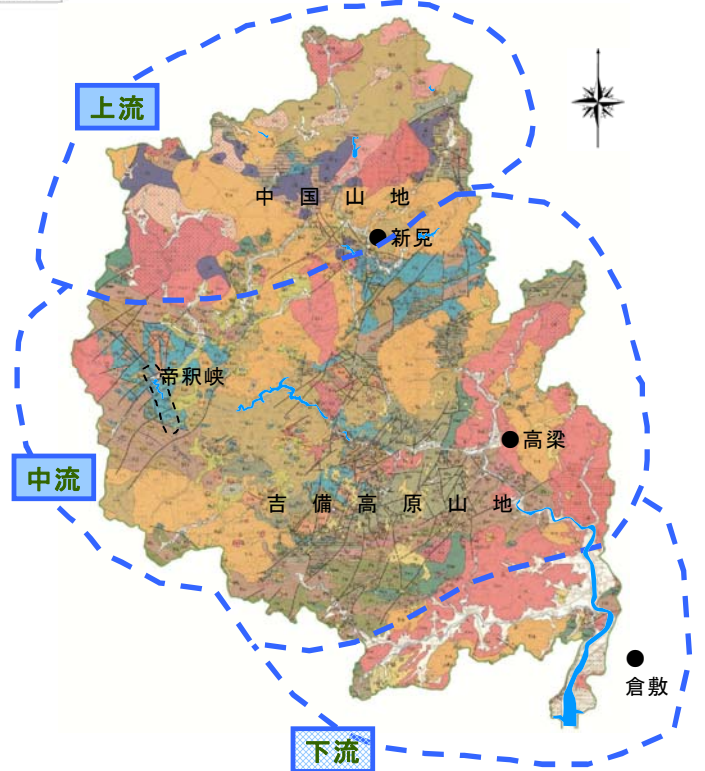 上流
中国山地
新見
帝釈峡
高梁
中流
吉備高原山地
倉敷
下流